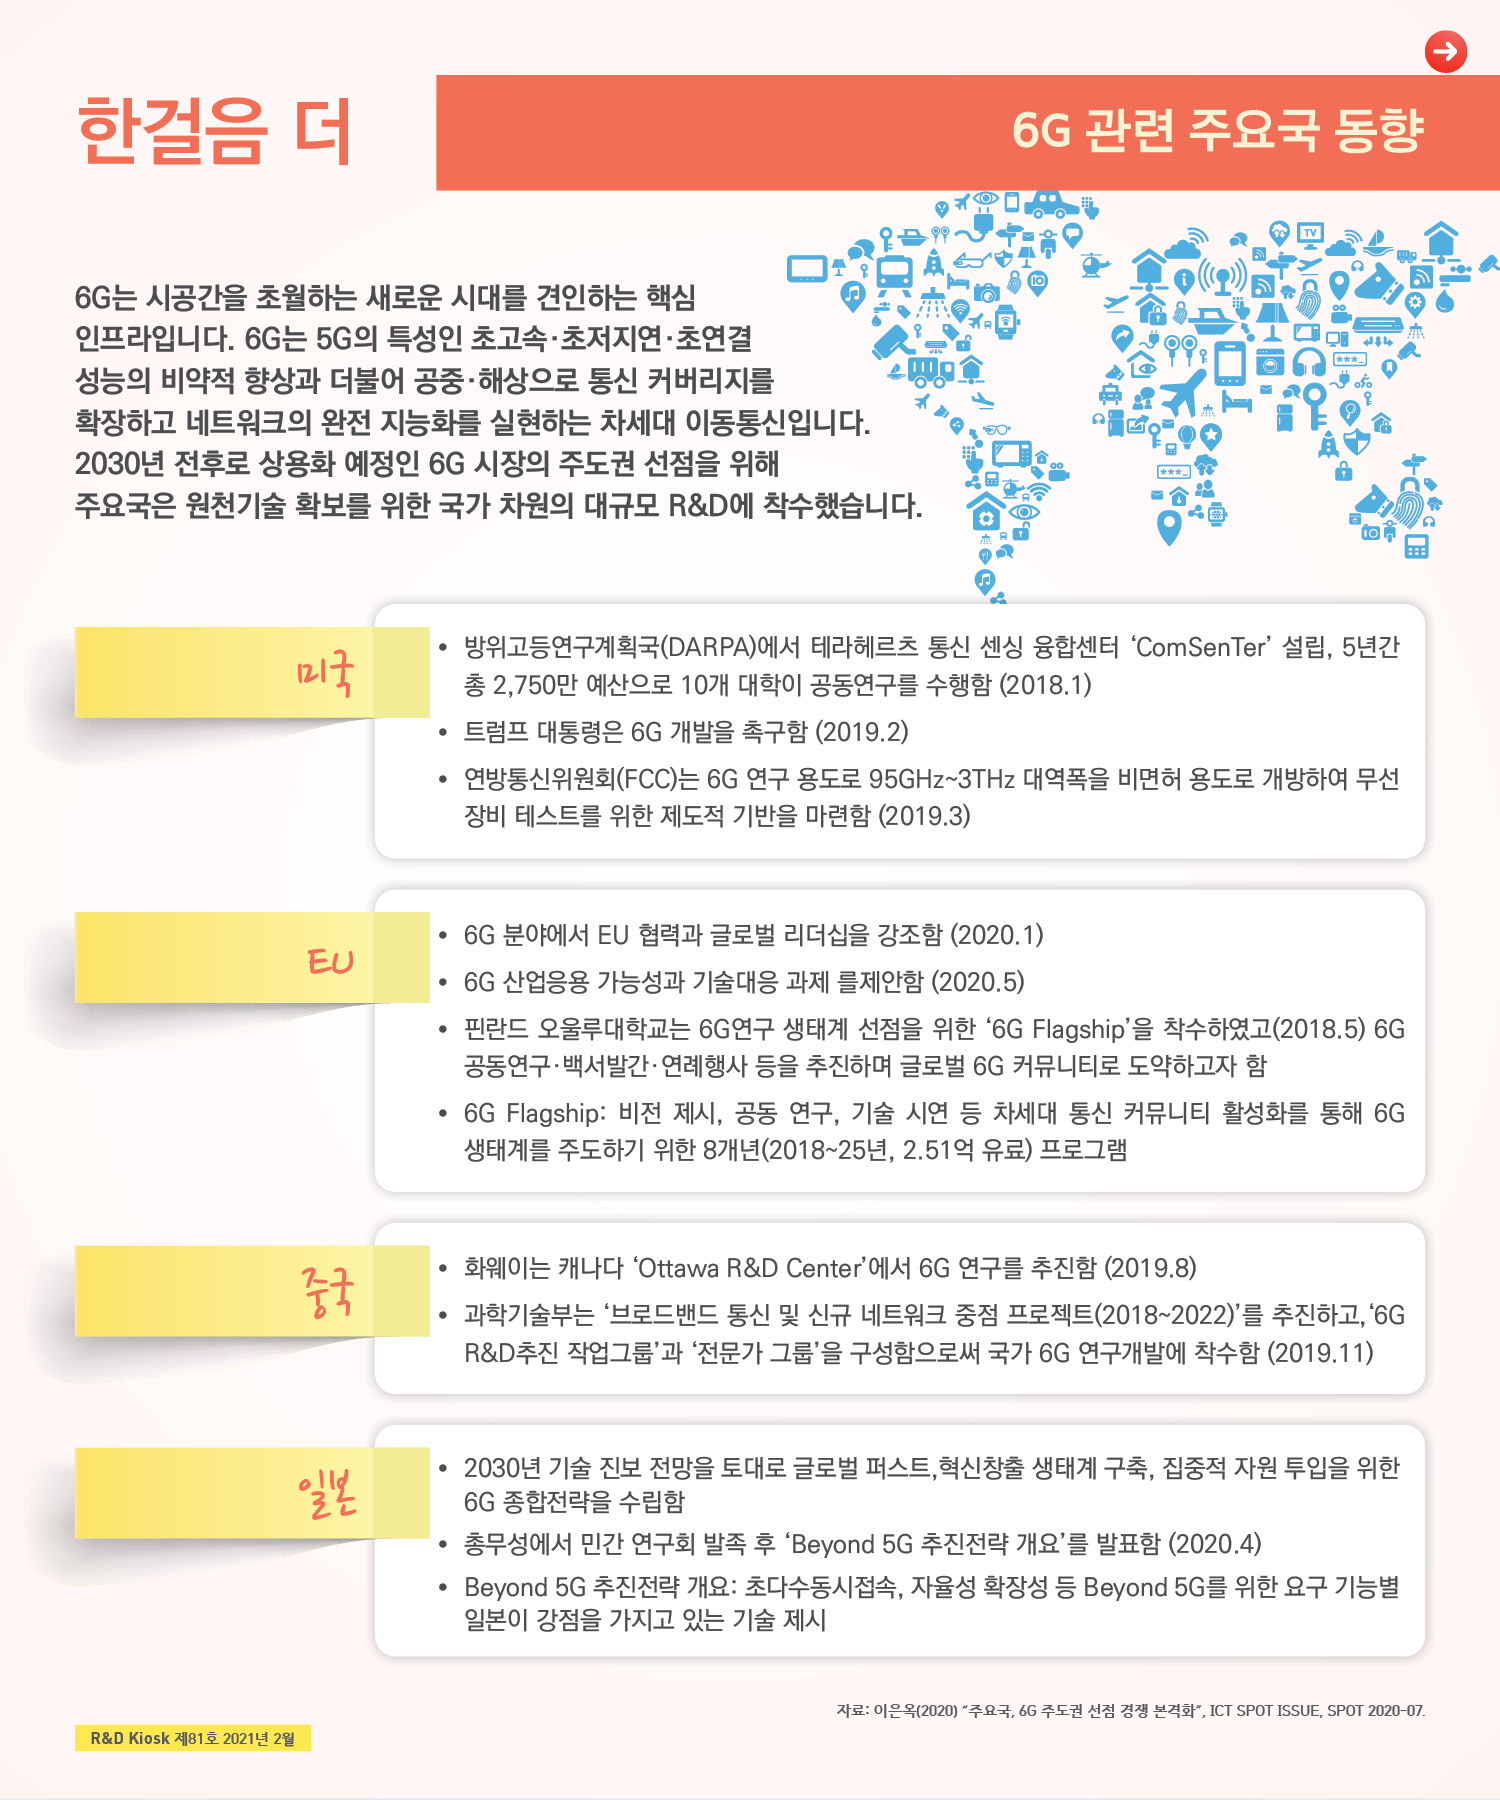 한걸음 더
6G 관련 주요국 동향
6G는 시공간을 초월하는 새로운 시대를 견인하는 핵심
인프라입니다. 6G는 5G의 특성인 초고속·초저지연·초연결
성능의 비약적 향상과 더불어 공중·해상으로 통신 커버리지를
확장하고 네트워크의 완전 지능화를 실현하는 차세대 이동통신입니다.
2030년 전후로 상용화 예정인 6G 시장의 주도권 선점을 위해
주요국은 원천기술 확보를 위한 국가 차원의 대규모 R&D에 착수했습니다.
TV
***_
***_
미국
• 방위고등연구계획국(DARPA)에서 테라헤르츠 통신 센싱 융합센터 ‘ComSenTer’ 설립, 5년간
총 2,750만 예산으로 10개 대학이 공동연구를 수행함 (2018.1)
• 트럼프 대통령은 6G 개발을 촉구함 (2019.2)
• 연방통신위원회(FCC)는 6G 연구 용도로 95GHz~3THz 대역폭을 비면허 용도로 개방하여 무선
장비 테스트를 위한 제도적 기반을 마련함 (2019.3)
EU
• 6G 분야에서 EU 협력과 글로벌 리더십을 강조함 (2020.1)
• 6G 산업응용 가능성과 기술대응 과제 를제안함 (2020.5)
• 핀란드 오울루대학교는 6G연구 생태계 선점을 위한 ‘6G Flagship’을 착수하였고(2018.5) 6G
공동연구·백서발간·연례행사 등을 추진하며 글로벌 6G 커뮤니티로 도약하고자 함
• 6G Flagship: 비전 제시, 공동 연구, 기술 시연 등 차세대 통신 커뮤니티 활성화를 통해 6G
생태계를 주도하기 위한 8개년(2018~25년, 2.51억 유료) 프로그램
중국
• 화웨이는 캐나다 ‘Ottawa R&D Center’에서 6G 연구를 추진함 (2019.8)
• 과학기술부는 ‘브로드밴드 통신 및 신규 네트워크 중점 프로젝트(2018~2022)’를 추진하고, ‘6G
R&D추진 작업그룹’과 ‘전문가 그룹’을 구성함으로써 국가 6G 연구개발에 착수함 (2019.11)
일본
• 2030년 기술 진보 전망을 토대로 글로벌 퍼스트,혁신창출 생태계 구축, 집중적 자원 투입을 위한
6G 종합전략을 수립함
• 총무성에서 민간 연구회 발족 후 ‘Beyond 5G 추진전략 개요’를 발표함 (2020.4)
• Beyond 5G 추진전략 개요: 초다수동시접속, 자율성 확장성 등 Beyond 5G를 위한 요구 기능별
일본이 강점을 가지고 있는 기술 제시
자료: 이은옥(2020) “주요국, 6G 주도권 선점 경쟁 본격화”, ICT SPOT ISSUE, SPOT 2020-07.
R&D Kiosk 제81호 2021년 2월